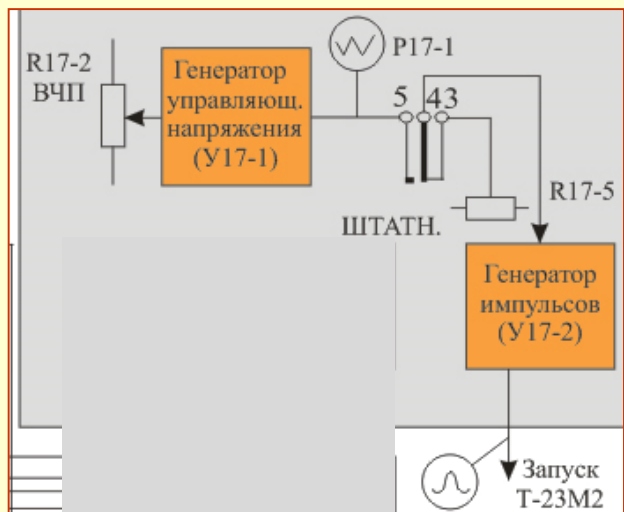 R17-2
ВЧП
Генератор
управляющ.
напряжения
(У17-1)
Р17-1
5 43
R17-5
ШТАТН.
Генератор
импульсов
(У17-2)
Запуск
Т-23М2